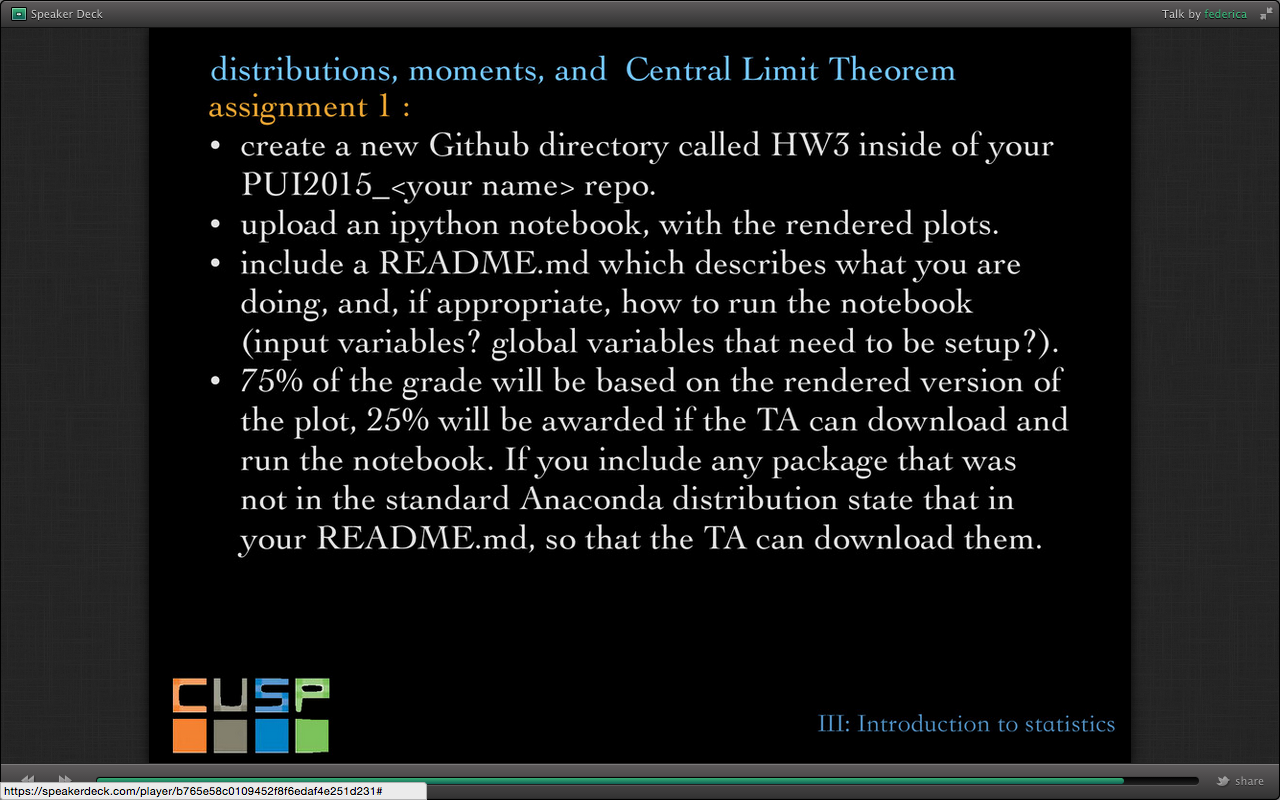 Speaker Deck
Talk by federica
distributions, moments, and Central Limit Theorem
assignment 1 :
• create a new Github directory called HW3 inside of your
PUI2015_<your name> repo.
• upload an ipython notebook, with the rendered plots.
• include a README.md which describes what you are
doing, and, if appropriate, how to run the notebook
(input variables? global variables that need to be setup?).
• 75% of the grade will be based on the rendered version of
the plot, 25% will be awarded if the TA can download and
run the notebook. If you include any package that was
not in the standard Anaconda distribution state that in
your README.md, so that the TA can download them.
CUSP
III: Introduction to statistics
share
https://speakerdeck.com/player/b765e58c0109452f8f6edaf4e251d231#